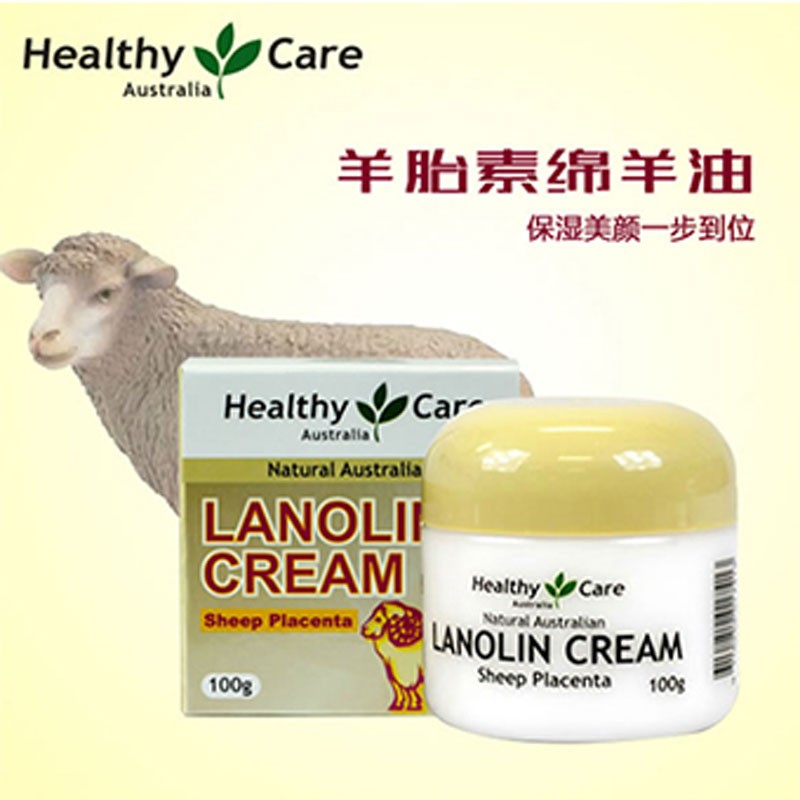 Healthy Care
Australia
羊胎素绵羊油
保湿美颜一步到位
Healthy Care
Australia
Natural Australia
LANOLIN
CREAM
Sheep Placenta
100g
Healthy Care
Australia
Natural Australian
LANOLIN CREAM
Sheep Placenta
100g